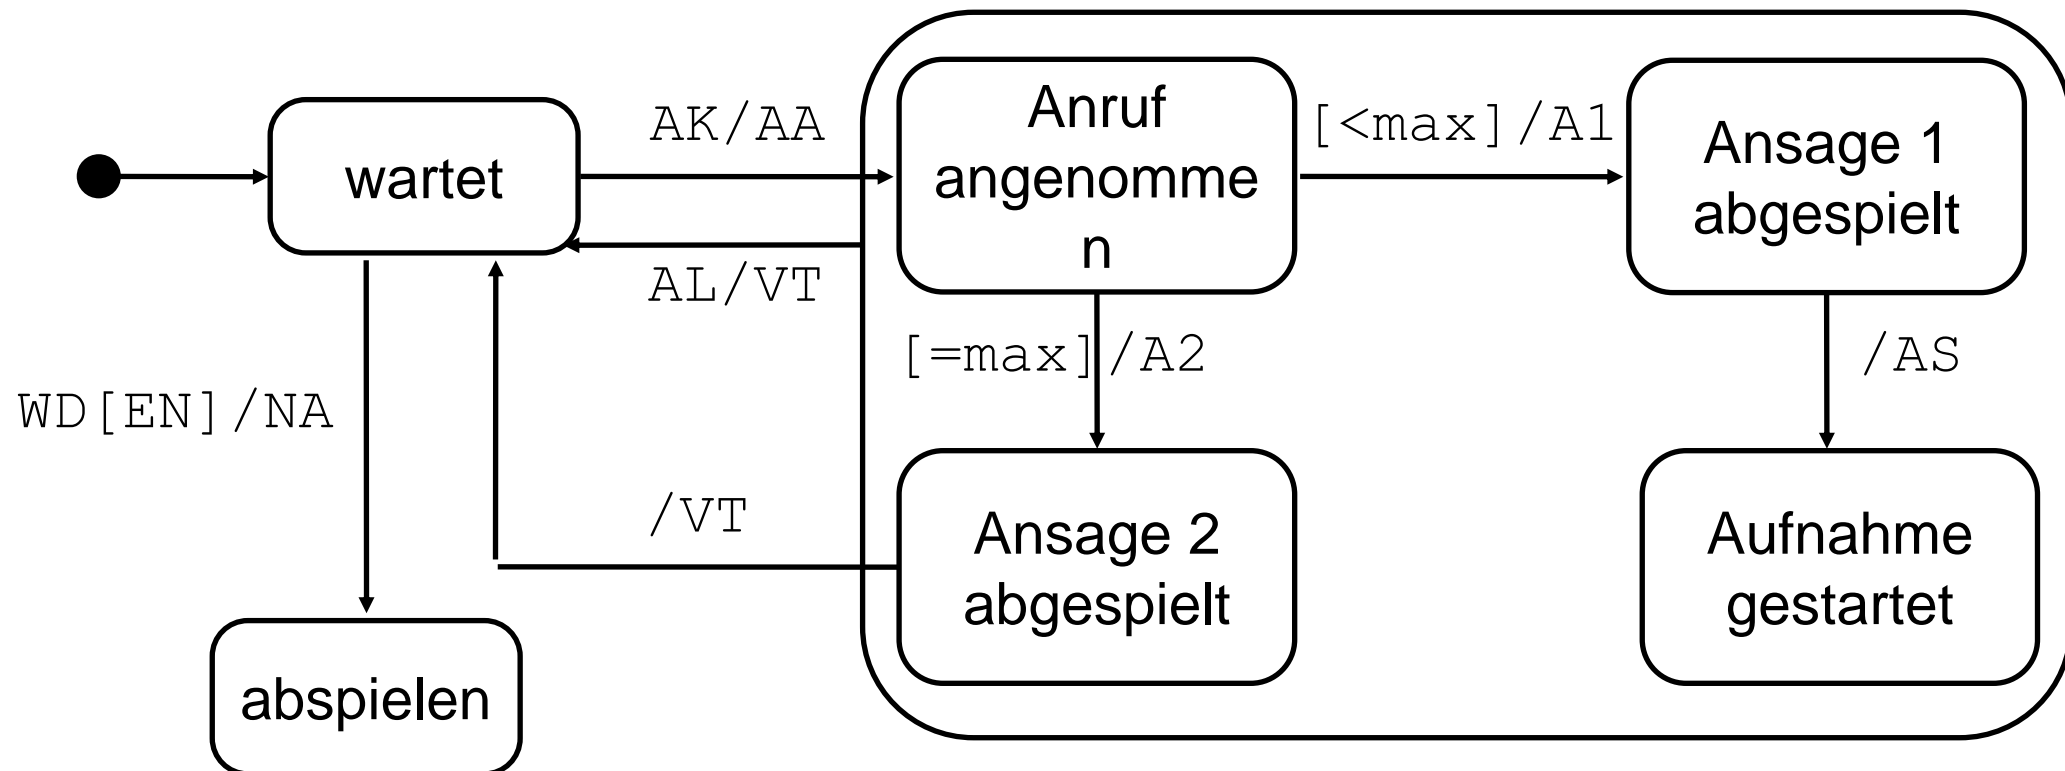 wartet
AK/AA
AL/VT
Anruf
angenomme
n
[<max]/A1
Ansage 1
abgespielt
[=max]/A2
/AS
WD[EN]/NA
/VT
Ansage 2
abgespielt
Aufnahme
gestartet
abspielen